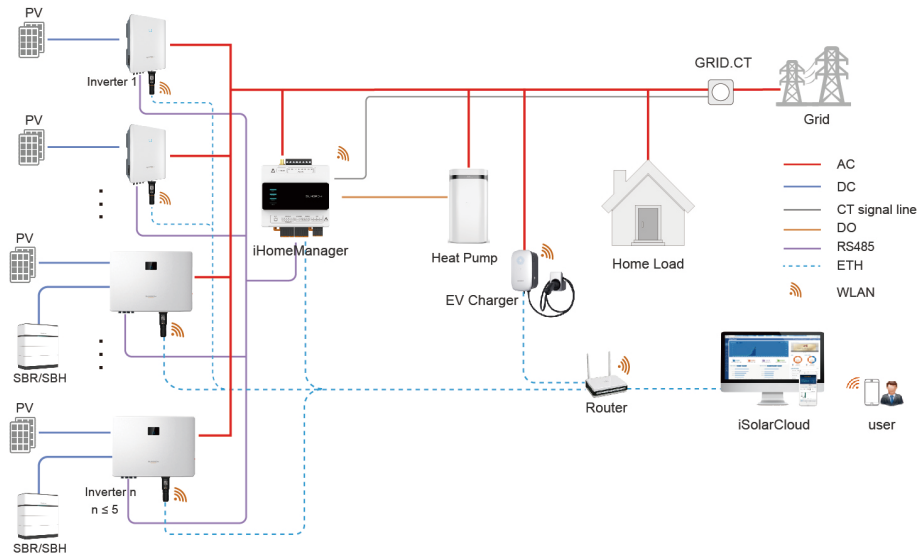 PV
Inverter 1
PV
PV
SBR/SBH
PV
Inverter n
n ≤ 5
SBR/SBH
iHomeManager
Heat Pump
EV Charger
Home Load
GRID.CT
Grid
AC
DC
CT signal line
DO
RS485
ETH
WLAN
Router
iSolarCloud
user